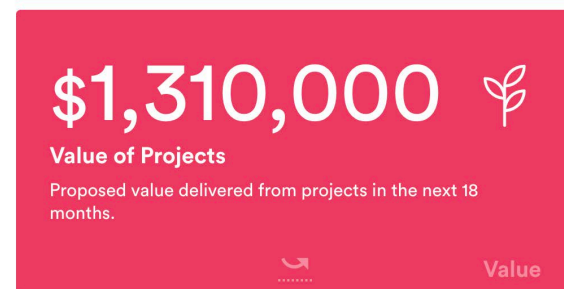 $1,310,000
Value of Projects
Proposed value delivered from projects in the next 18
months.
Value